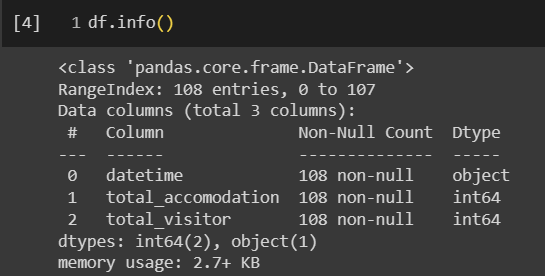 [4] 1 df.info()
<class 'pandas.core.frame.DataFrame'>
RangeIndex: 108 entries, 0 to 107
Data columns (total 3 columns):
 #   Column             Non-Null Count  Dtype
---  ------             --------------  -----
 0   datetime           108 non-null    object
 1   total_accomodation  108 non-null    int64
 2   total_visitor      108 non-null    int64
dtypes: int64(2), object(1)
memory usage: 2.7+ KB